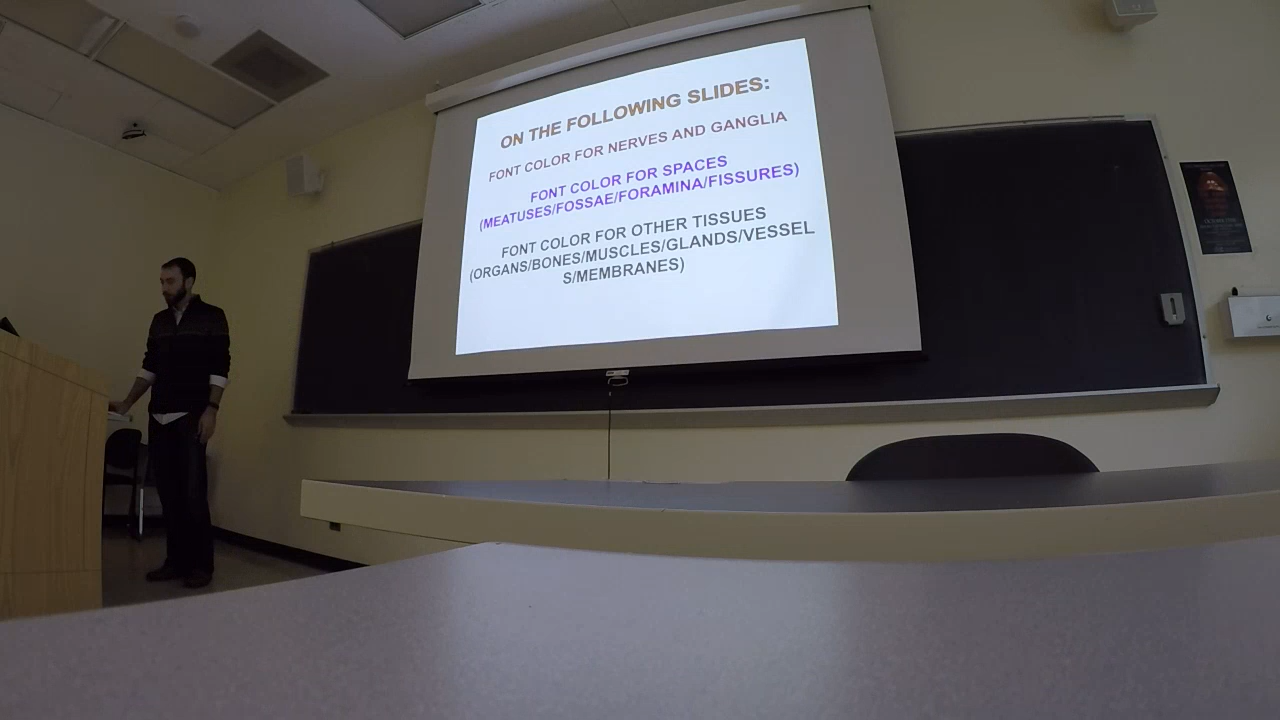 ON THE FOLLOWING SLIDES:
FONT COLOR FOR NERVES AND GANGLIA
FONT COLOR FOR SPACES
(MEATUSES/FOSSAE/FORAMINA/FISSURES)
FONT COLOR FOR OTHER TISSUES
(ORGANS/BONES/MUSCLES/GLANDS/VESSEL
S/MEMBRANES)